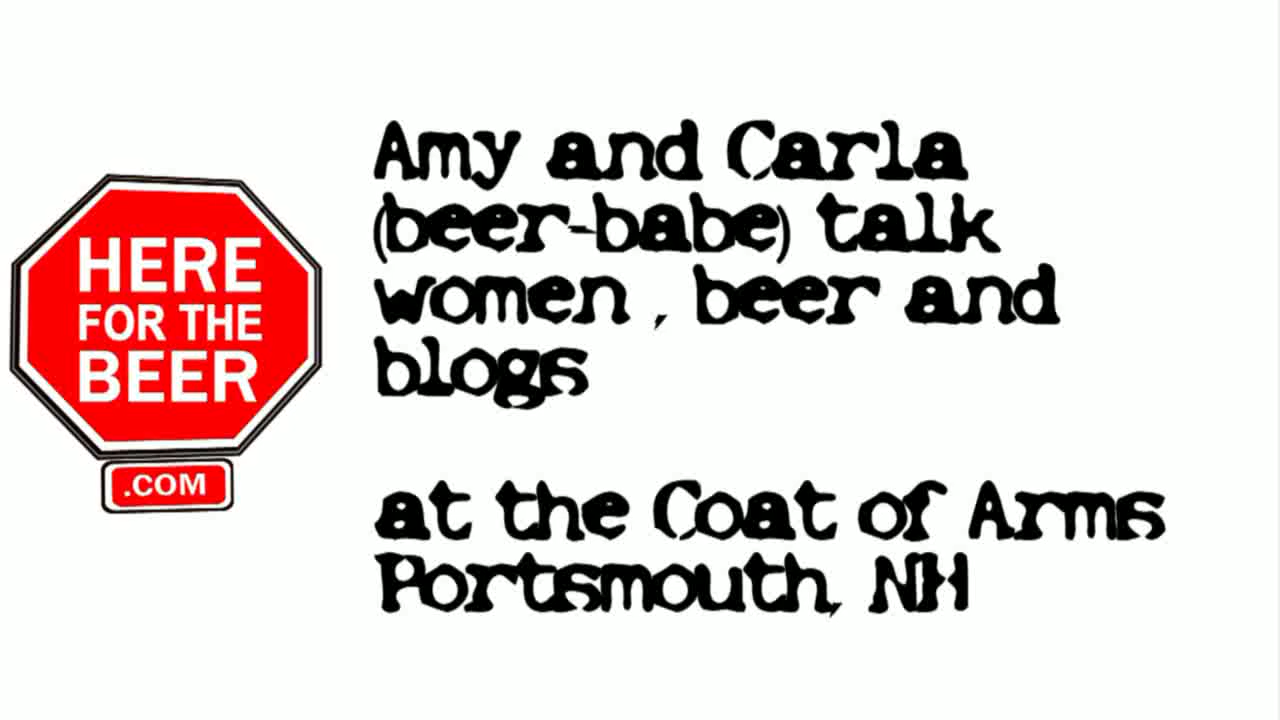 HERE
FOR THE
BEER
.COM
Amy and Carla
(beer-babe) talk
women , beer and
blogs
at the Coat of Arms
Portsmouth, NH